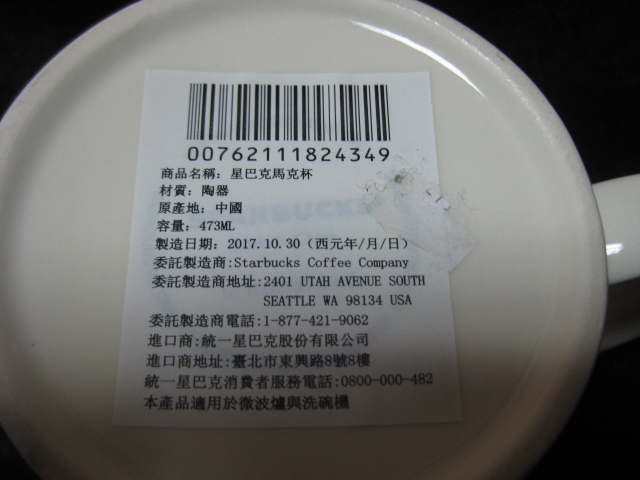 00762111824349
商品名稱: 星巴克馬克杯
材質: 陶器
原產地: 中國
容量: 473ML
製造日期: 2017.10.30 (西元年/月/日)
委託製造商:Starbucks Coffee Company
委託製造商地址:2401 UTAH AVENUE SOUTH
SEATTLE WA 98134 USA
委託製造商電話:1-877-421-9062
進口商:統一星巴克股份有限公司
進口商地址:臺北市東興路8號8樓
統一星巴克消費者服務電話:0800-000-482
本產品適用於微波爐與洗碗機